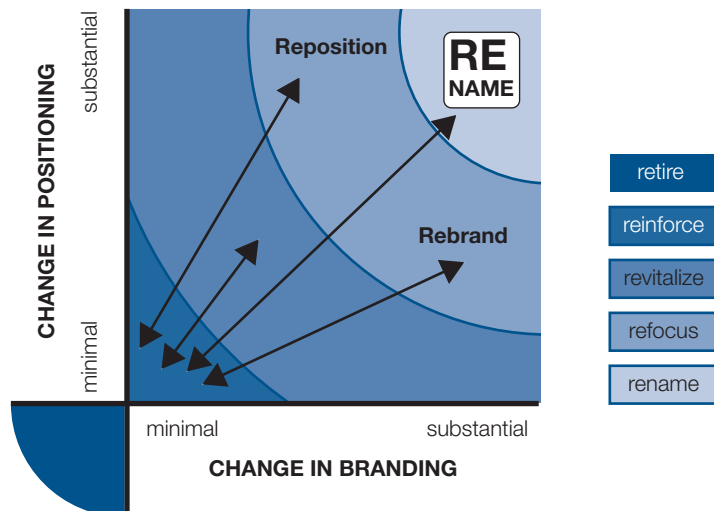 CHANGE IN POSITIONING
substantial
minimal
Reposition
RE
NAME
Rebrand
minimal
substantial
CHANGE IN BRANDING
retire
reinforce
revitalize
refocus
rename